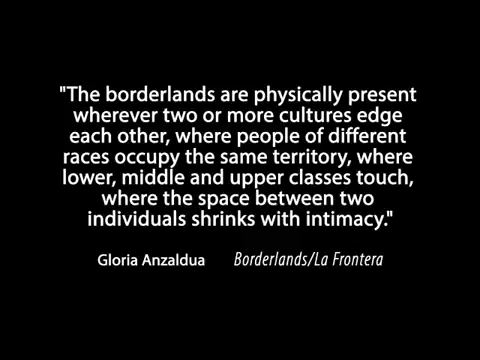 "The borderlands are physically present
wherever two or more cultures edge
each other, where people of different
races occupy the same territory, where
lower, middle and upper classes touch,
where the space between two
individuals shrinks with intimacy."
Gloria Anzaldua Borderlands/La Frontera